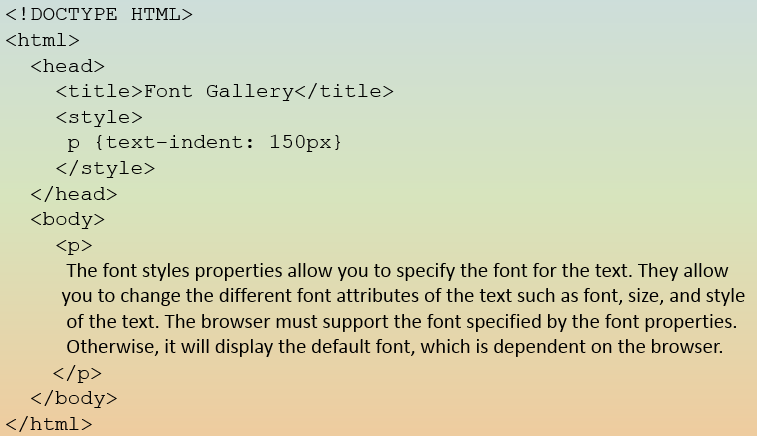 <!DOCTYPE HTML>
<html>
<head>
<title>Font Gallery</title>
<style>
p {text-indent: 150px}
</style>
</head>
<body>
<p>
The font styles properties allow you to specify the font for the text. They allow
you to change the different font attributes of the text such as font, size, and style
of the text. The browser must support the font specified by the font properties.
Otherwise, it will display the default font, which is dependent on the browser.
</p>
</body>
</html>